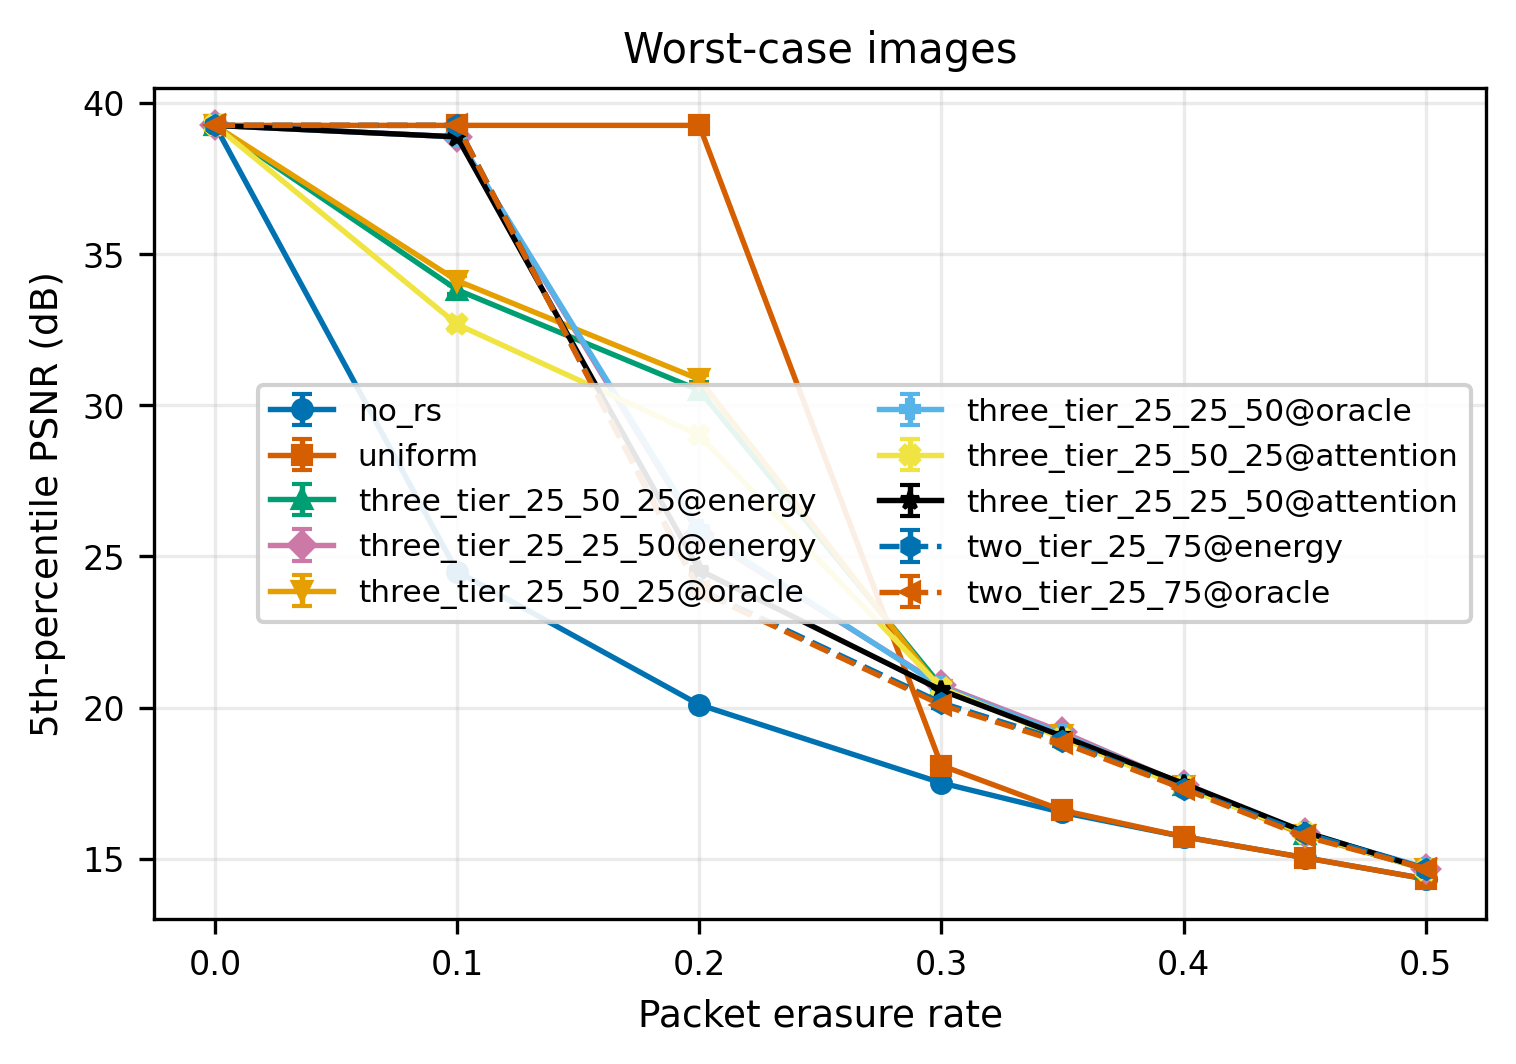 Worst-case images
40
35
30
25
20
15
5th-percentile PSNR (dB)
no_rs
uniform
three_tier_25_50_25@energy
three_tier_25_25_50@energy
three_tier_25_50_25@oracle
three_tier_25_25_50@oracle
three_tier_25_50_25@attention
three_tier_25_25_50@attention
two_tier_25_75@energy
two_tier_25_75@oracle
0.0 0.1 0.2 0.3 0.4 0.5
Packet erasure rate